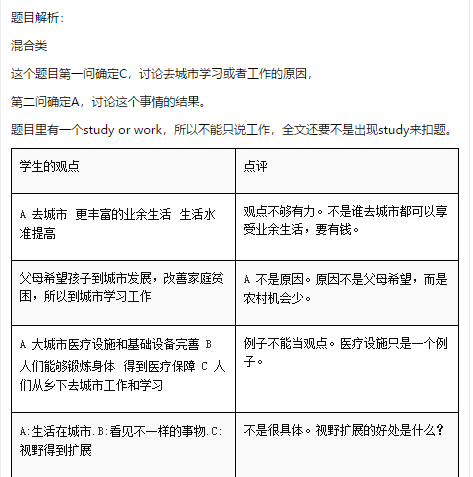 题目解析：
混合类
这个题目第一问确定C，讨论去城市学习或者工作的原因，
第二问确定A，讨论这个事情的结果。
题目里有一个study or work，所以不能只说工作，全文还要不是出现study来扣题。
学生的观点
点评
A 去城市 更丰富的业余生活 生活水
准提高
观点不够有力。不是谁去城市都可以享
受业余生活，要有钱。
父母希望孩子到城市发展，改善家庭贫
困，所以到城市学习工作
A 不是原因。原因不是父母希望，而是
农村机会少。
A 大城市医疗设施和基础设备完善 B
人们能够锻炼身体 得到医疗保障 C 人
们从乡下去城市工作和学习
例子不能当观点。医疗设施只是一个例
子。
A:生活在城市.B:看见不一样的事物.C:
视野得到扩展
不是很具体。视野扩展的好处是什么？